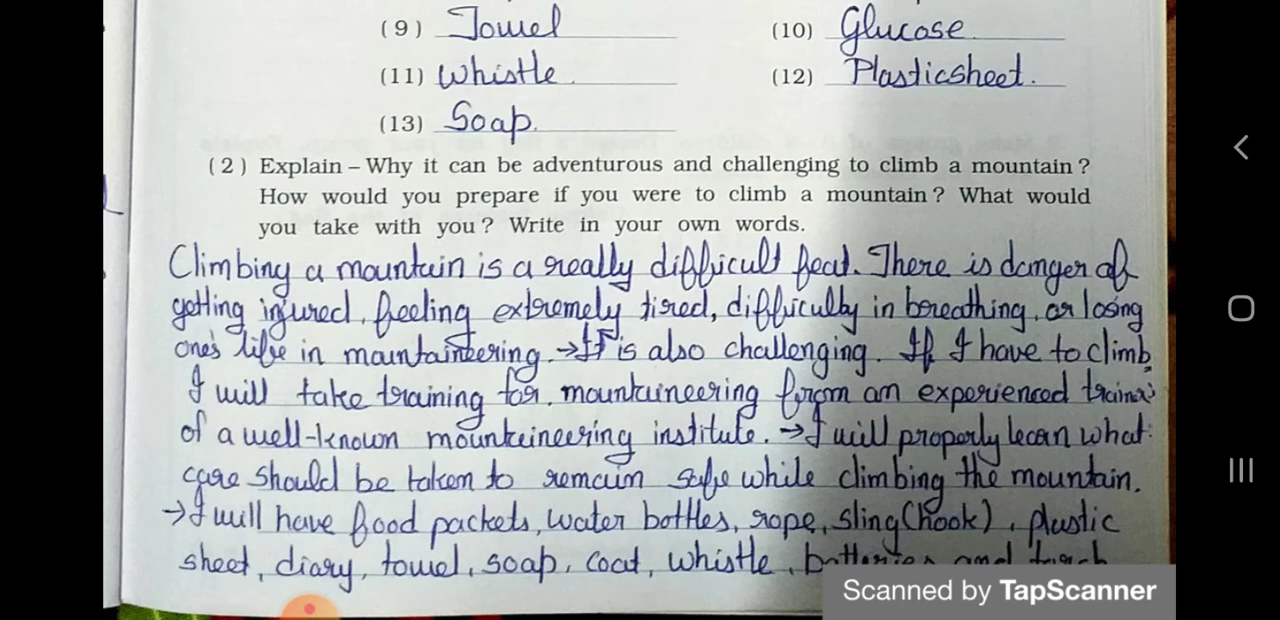 (9) Towel (10) Glucose.
(11) Whistle. (12) Plasticsheet.
(13) Soap.
(2) Explain – Why it can be adventurous and challenging to climb a mountain?
How would you prepare if you were to climb a mountain? What would
you take with you? Write in your own words.
Climbing a mountain is a really difficult feat. There is danger of
getting injured, feeling extremely tired, difficulty in breathing, or losing
one's life in mountaineering. →It is also challenging. If I have to climb
I will take training for mountaineering from an experienced
of a well-known mountaineering institute. →I will properly learn what
care should be taken to remain safe while climbing the mountain.
→I will have food packets, water bottles, rope, sling(hook), plastic
sheet, diary, towel, soap, coat, whistle, batteries and torch
Scanned by TapScanner